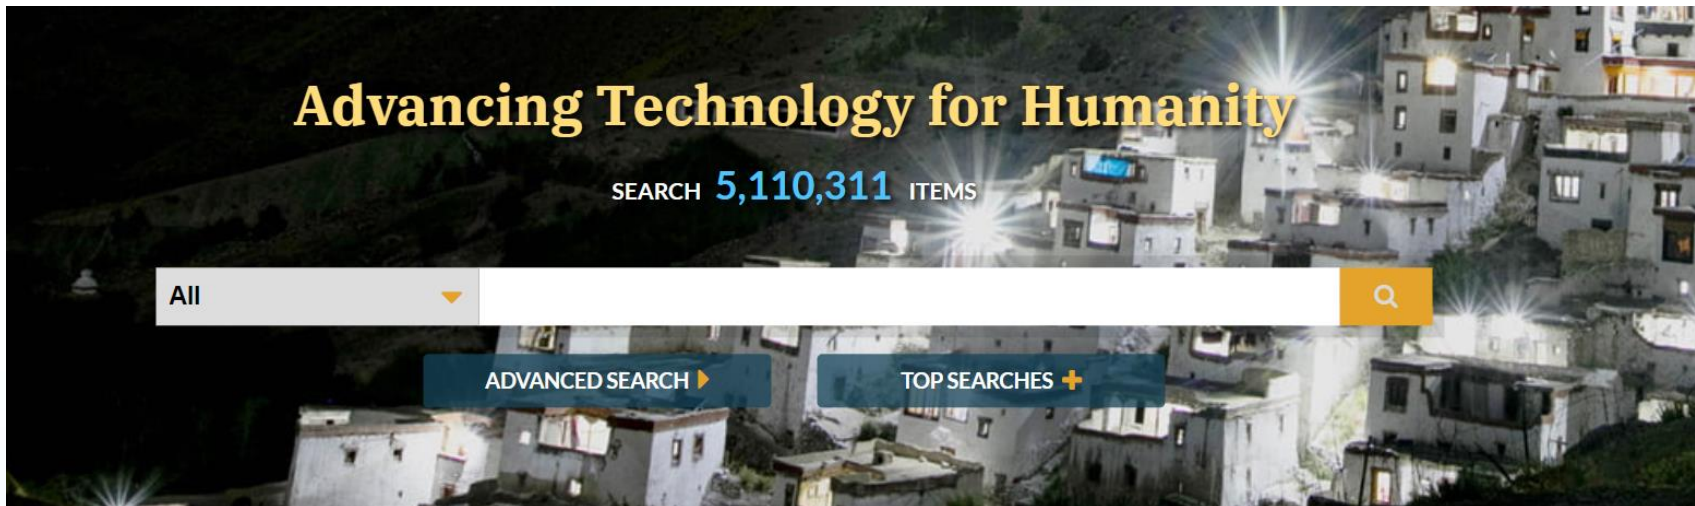 Advancing Technology for Humanity
SEARCH 5,110,311 ITEMS
All
ADVANCED SEARCH
TOP SEARCHES